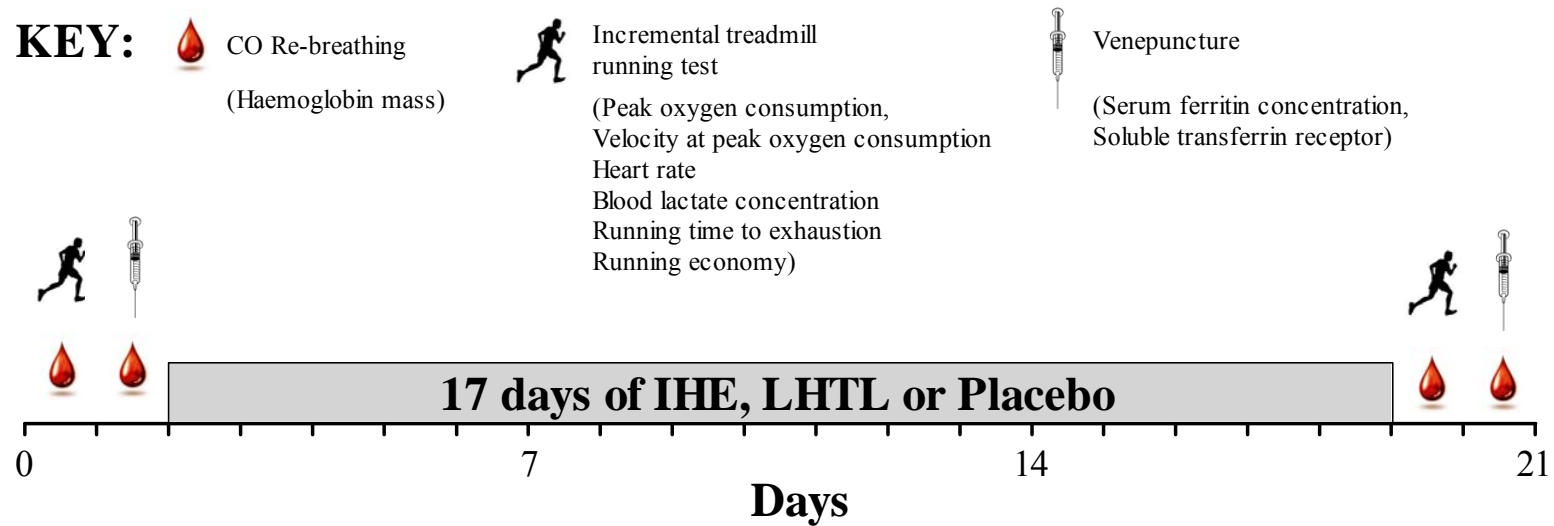 KEY:
CO Re-breathing
(Haemoglobin mass)
Incremental treadmill
running test
(Peak oxygen consumption,
Velocity at peak oxygen consumption
Heart rate
Blood lactate concentration
Running time to exhaustion
Running economy)
Venepuncture
(Serum ferritin concentration,
Soluble transferrin receptor)
17 days of IHE, LHTL or Placebo
0 7 14 21
Days